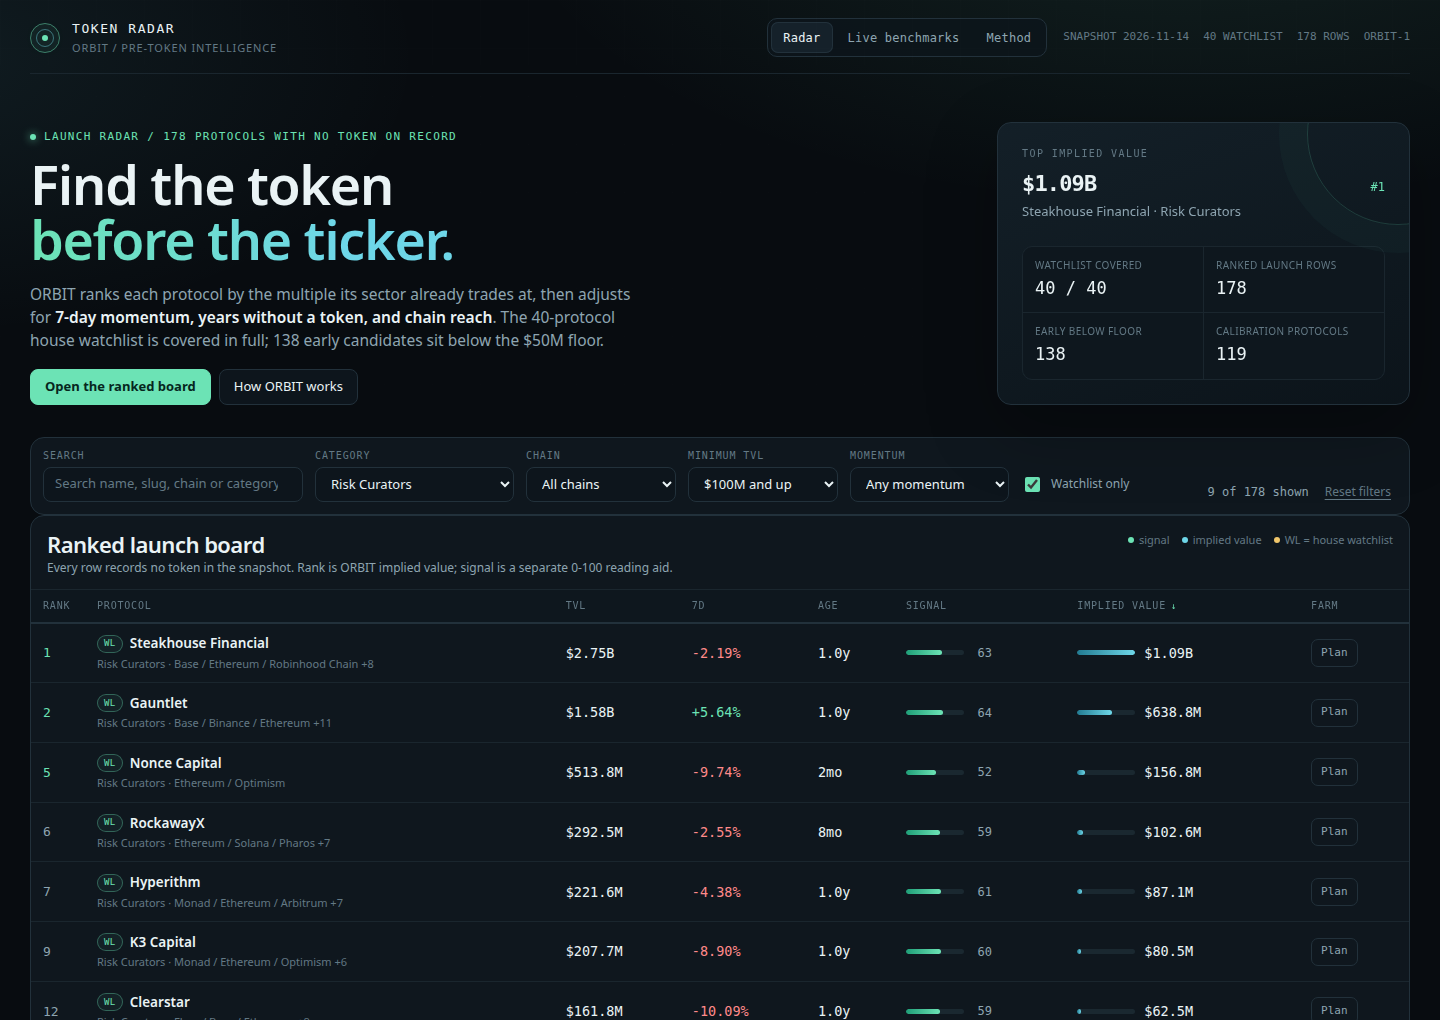 TOKEN RADAR
ORBIT / PRE-TOKEN INTELLIGENCE
Radar
Live benchmarks
Method
SNAPSHOT 2026-11-14 40 WATCHLIST 178 ROWS ORBIT-1
LAUNCH RADAR / 178 PROTOCOLS WITH NO TOKEN ON RECORD
Find the token
before the ticker.
ORBIT ranks each protocol by the multiple its sector already trades at, then adjusts
for 7-day momentum, years without a token, and chain reach. The 40-protocol
house watchlist is covered in full; 138 early candidates sit below the $50M floor.
Open the ranked board
How ORBIT works
TOP IMPLIED VALUE
$1.09B
#1
Steakhouse Financial · Risk Curators
WATCHLIST COVERED
40 / 40
RANKED LAUNCH ROWS
178
EARLY BELOW FLOOR
138
CALIBRATION PROTOCOLS
119
SEARCH
Search name, slug, chain or category
CATEGORY
Risk Curators
CHAIN
All chains
MINIMUM TVL
$100M and up
MOMENTUM
Any momentum
Watchlist only
9 of 178 shown
Reset filters
Ranked launch board
Every row records no token in the snapshot. Rank is ORBIT implied value; signal is a separate 0-100 reading aid.
signal
implied value
WL = house watchlist
RANK PROTOCOL TVL 7D AGE SIGNAL IMPLIED VALUE ↓ FARM
1 WL Steakhouse Financial $2.75B -2.19% 1.0y 63 $1.09B Plan
Risk Curators · Base / Ethereum / Robinhood Chain +8
2 WL Gauntlet $1.58B +5.64% 1.0y 64 $638.8M Plan
Risk Curators · Base / Binance / Ethereum +11
5 WL Nonce Capital $513.8M -9.74% 2mo 52 $156.8M Plan
Risk Curators · Ethereum / Optimism
6 WL RockawayX $292.5M -2.55% 8mo 59 $102.6M Plan
Risk Curators · Ethereum / Solana / Pharos +7
7 WL Hyperithm $221.6M -4.38% 1.0y 61 $87.1M Plan
Risk Curators · Monad / Ethereum / Arbitrum +7
9 WL K3 Capital $207.7M -8.90% 1.0y 60 $80.5M Plan
Risk Curators · Monad / Ethereum / Optimism +6
12 WL Clearstar $161.8M -10.09% 1.0y 59 $62.5M Plan